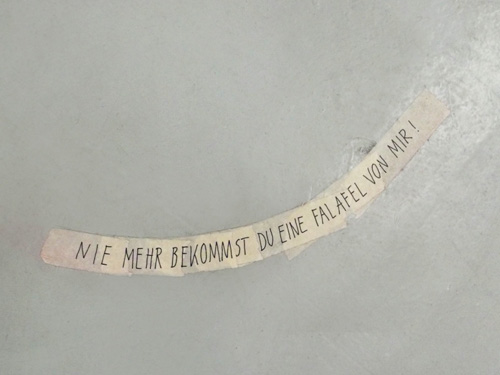 NIE MEHR BEKOMMST DU EINE FALAFEL VON MIR!